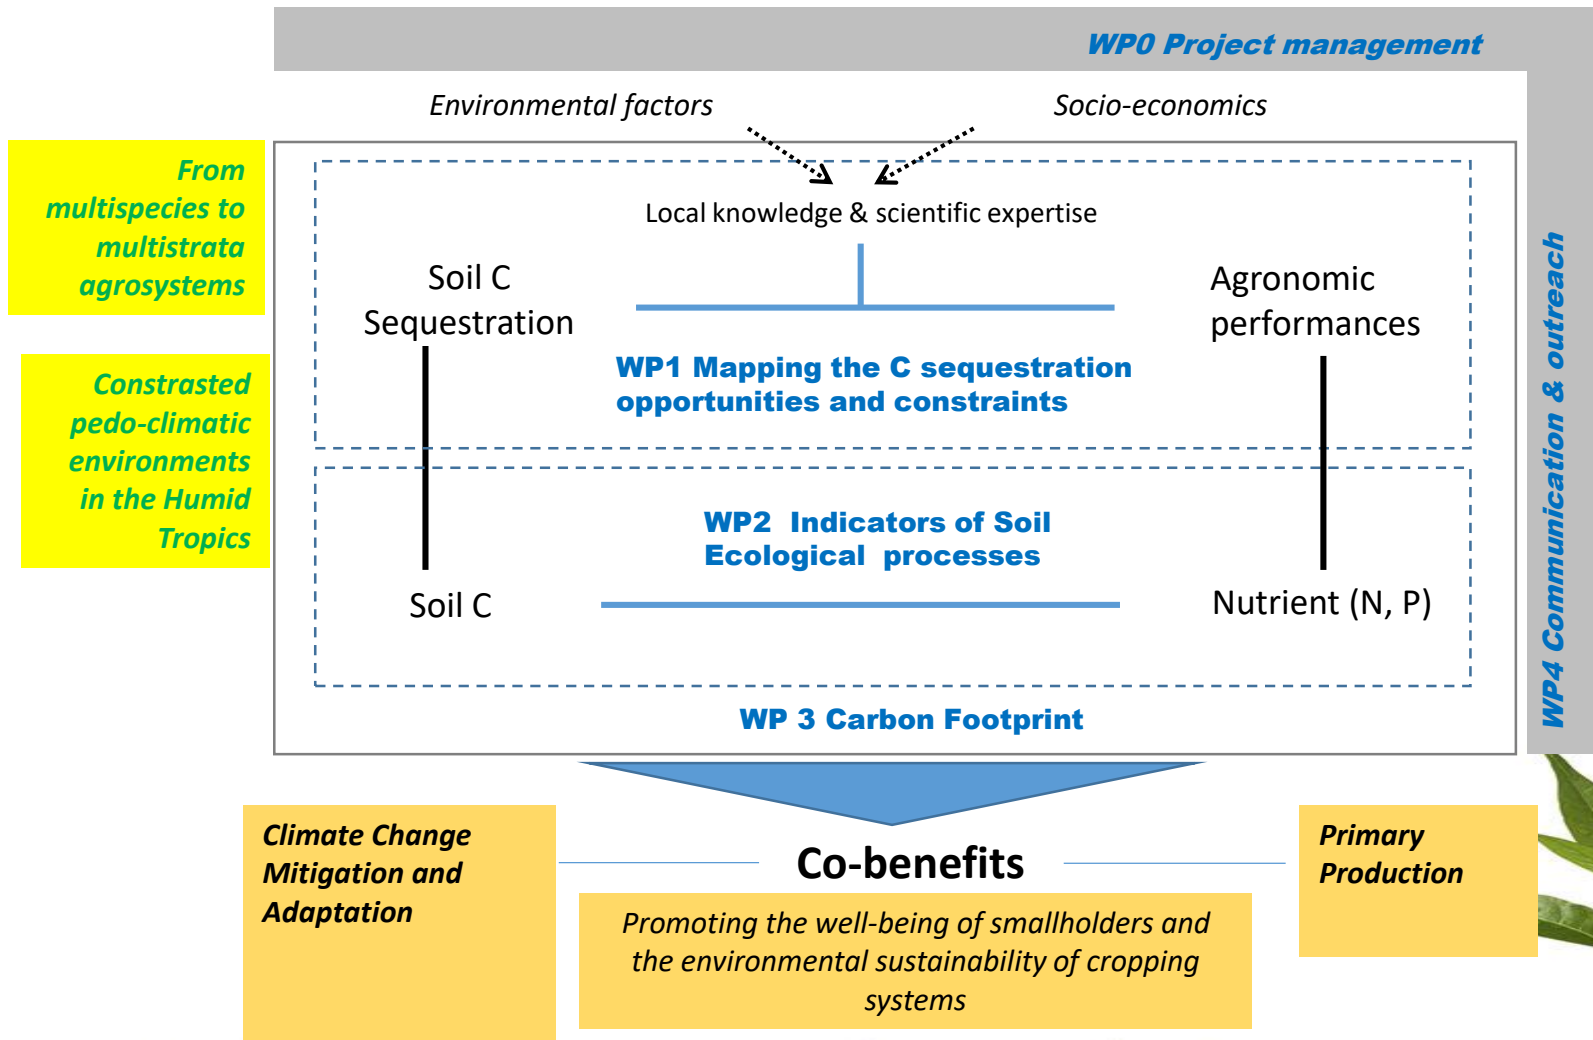 WP0 Project management
Environmental factors
Socio-economics
From
multispecies to
multistrata
agrosystems
Local knowledge & scientific expertise
Soil C
Sequestration
Agronomic
performances
WP1 Mapping the C sequestration
opportunities and constraints
Constrasted
pedo-climatic
environments
in the Humid
Tropics
WP2 Indicators of Soil
Ecological processes
Soil C
Nutrient (N, P)
WP 3 Carbon Footprint
WP4 Communication & outreach
Climate Change
Mitigation and
Adaptation
Co-benefits
Primary
Production
Promoting the well-being of smallholders and
the environmental sustainability of cropping
systems